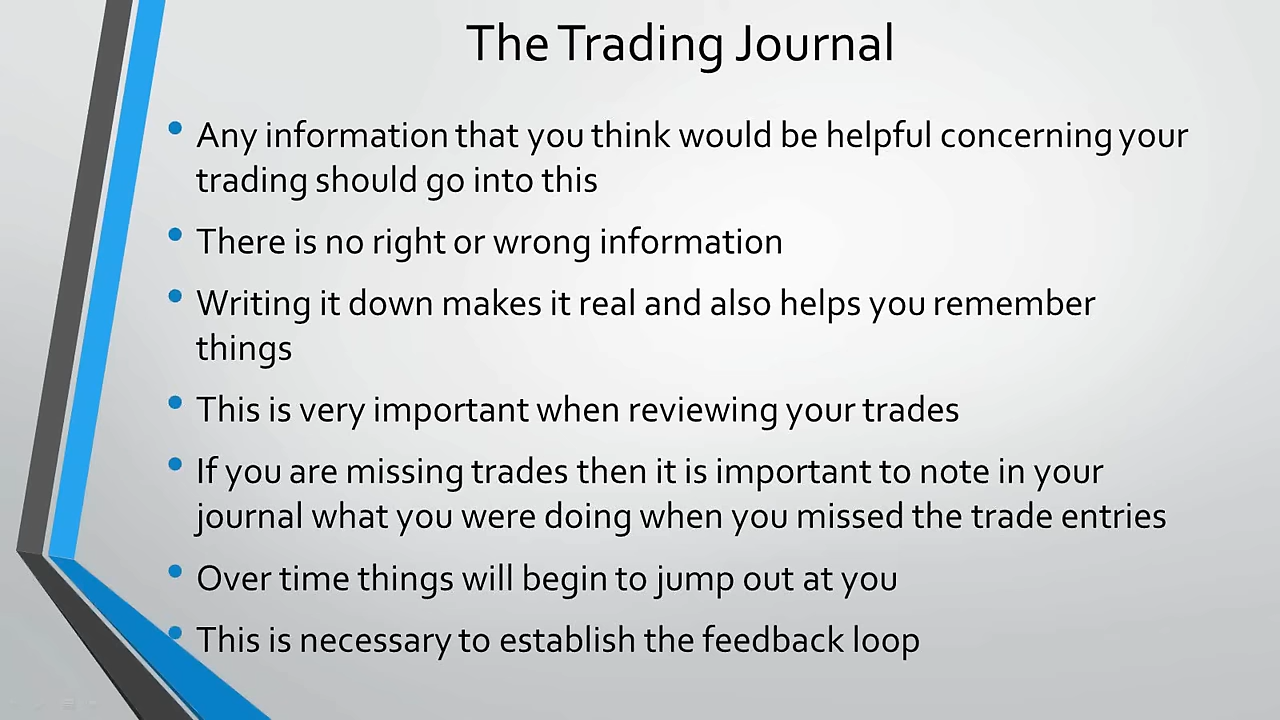 The Trading Journal
• Any information that you think would be helpful concerning your
trading should go into this
• There is no right or wrong information
• Writing it down makes it real and also helps you remember
things
• This is very important when reviewing your trades
• If you are missing trades then it is important to note in your
journal what you were doing when you missed the trade entries
• Over time things will begin to jump out at you
• This is necessary to establish the feedback loop